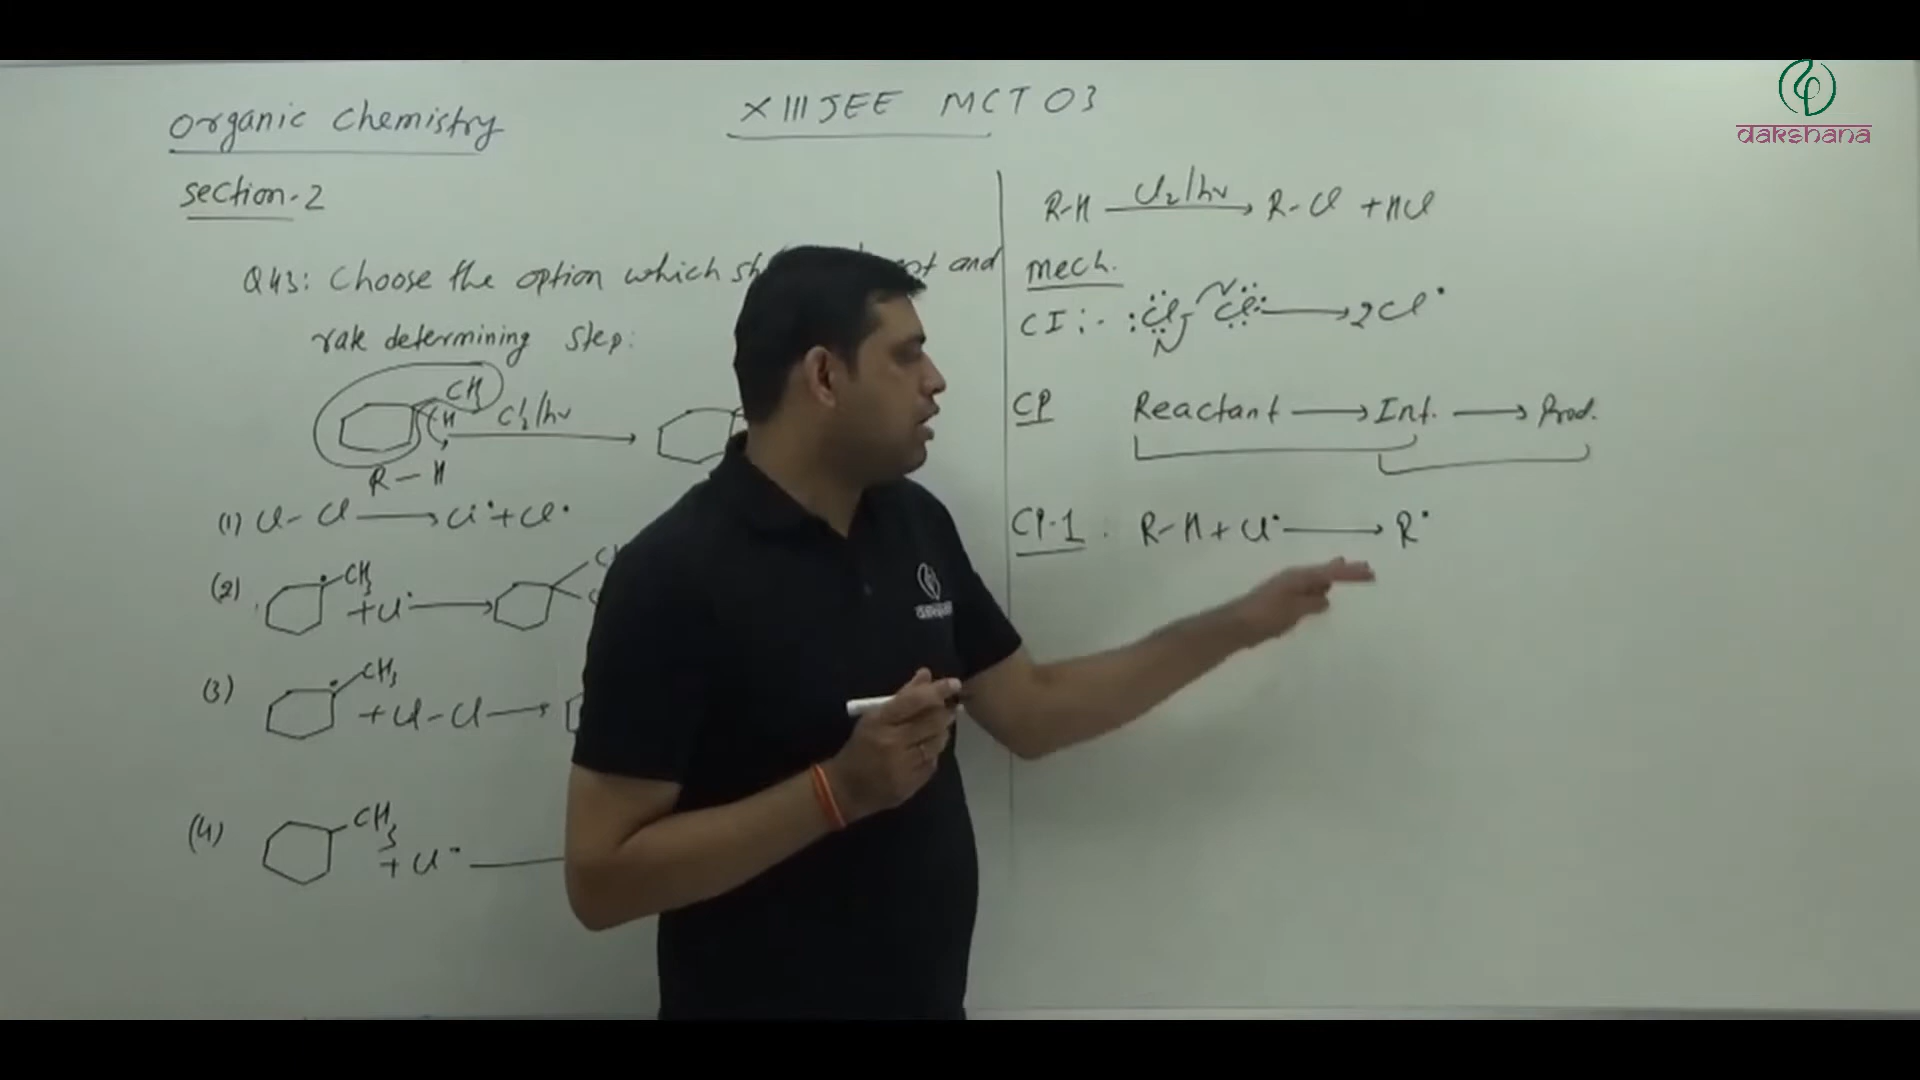 dakshana
organic chemistry
XIII JEE MCT 03
section-2
Q43: Choose the option which and
rate determining step:
CH3
H
Cl2/hν
R-H
(1) Cl-Cl → Cl• + Cl•
(2) CH3 + Cl• →
(3) CH3 + Cl-Cl →
(4) CH3 + Cl•
R-H Cl2/hν → R-Cl + HCl
mech.
CI:- :Cl Cl: → 2Cl•
CP Reactant → Int. → Prod.
CP-1. R-H + Cl• → R•